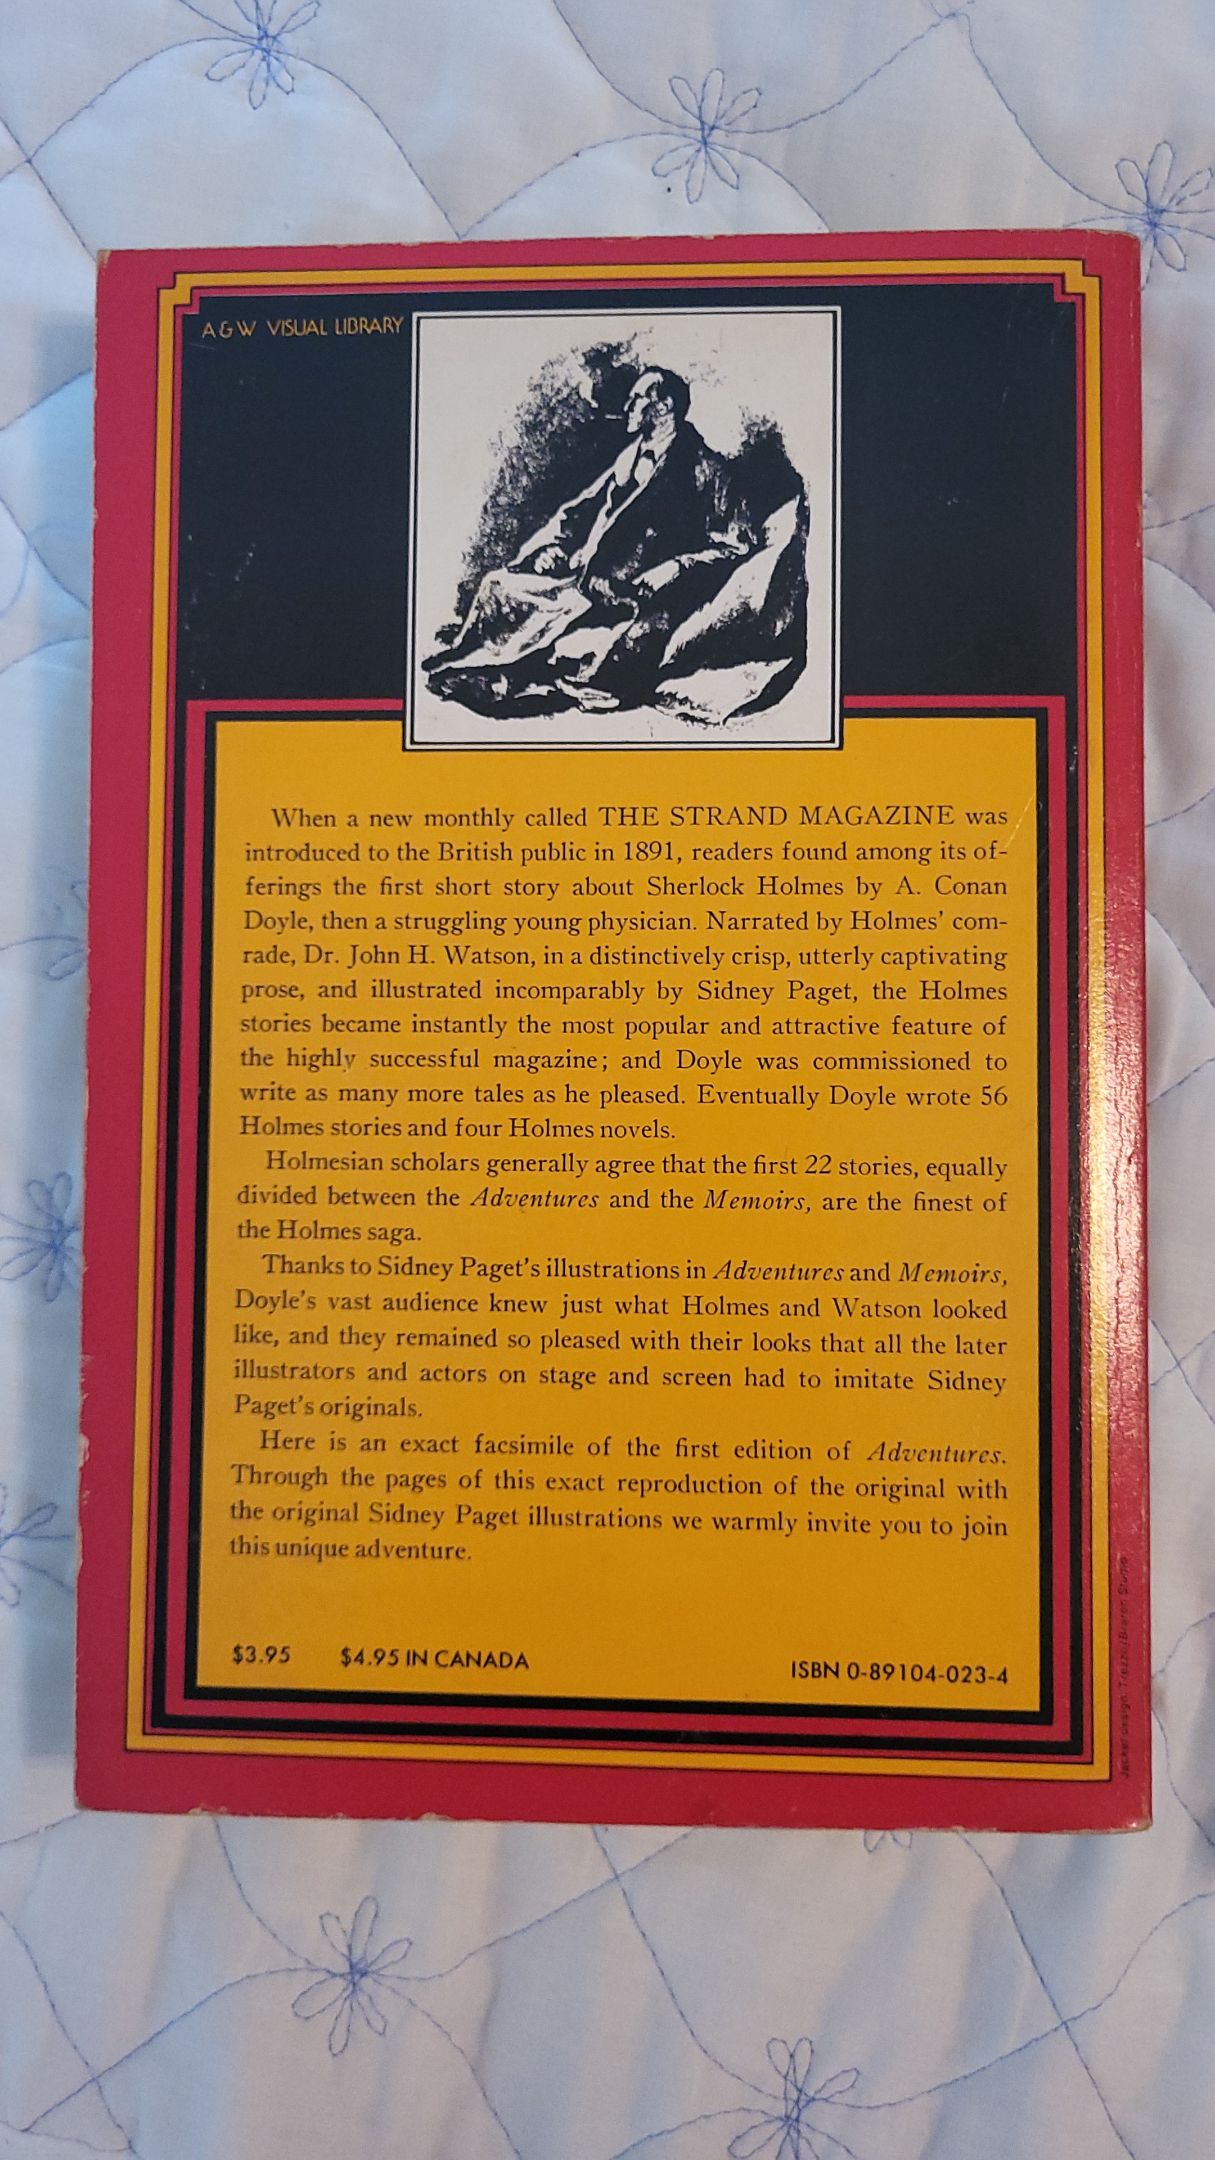 A & W VISUAL LIBRARY
When a new monthly called THE STRAND MAGAZINE was
introduced to the British public in 1891, readers found among its of-
ferings the first short story about Sherlock Holmes by A. Conan
Doyle, then a struggling young physician. Narrated by Holmes' com-
rade, Dr. John H. Watson, in a distinctively crisp, utterly captivating
prose, and illustrated incomparably by Sidney Paget, the Holmes
stories became instantly the most popular and attractive feature of
the highly successful magazine; and Doyle was commissioned to
write as many more tales as he pleased. Eventually Doyle wrote 56
Holmes stories and four Holmes novels.
Holmesian scholars generally agree that the first 22 stories, equally
divided between the Adventures and the Memoirs, are the finest of
the Holmes saga.
Thanks to Sidney Paget's illustrations in Adventures and Memoirs,
Doyle's vast audience knew just what Holmes and Watson looked
like, and they remained so pleased with their looks that all the later
illustrators and actors on stage and screen had to imitate Sidney
Paget's originals.
Here is an exact facsimile of the first edition of Adventures.
Through the pages of this exact reproduction of the original with
the original Sidney Paget illustrations we warmly invite you to join
this unique adventure.
$3.95 $4.95 IN CANADA
ISBN 0-89104-023-4
Jacket design: Studio